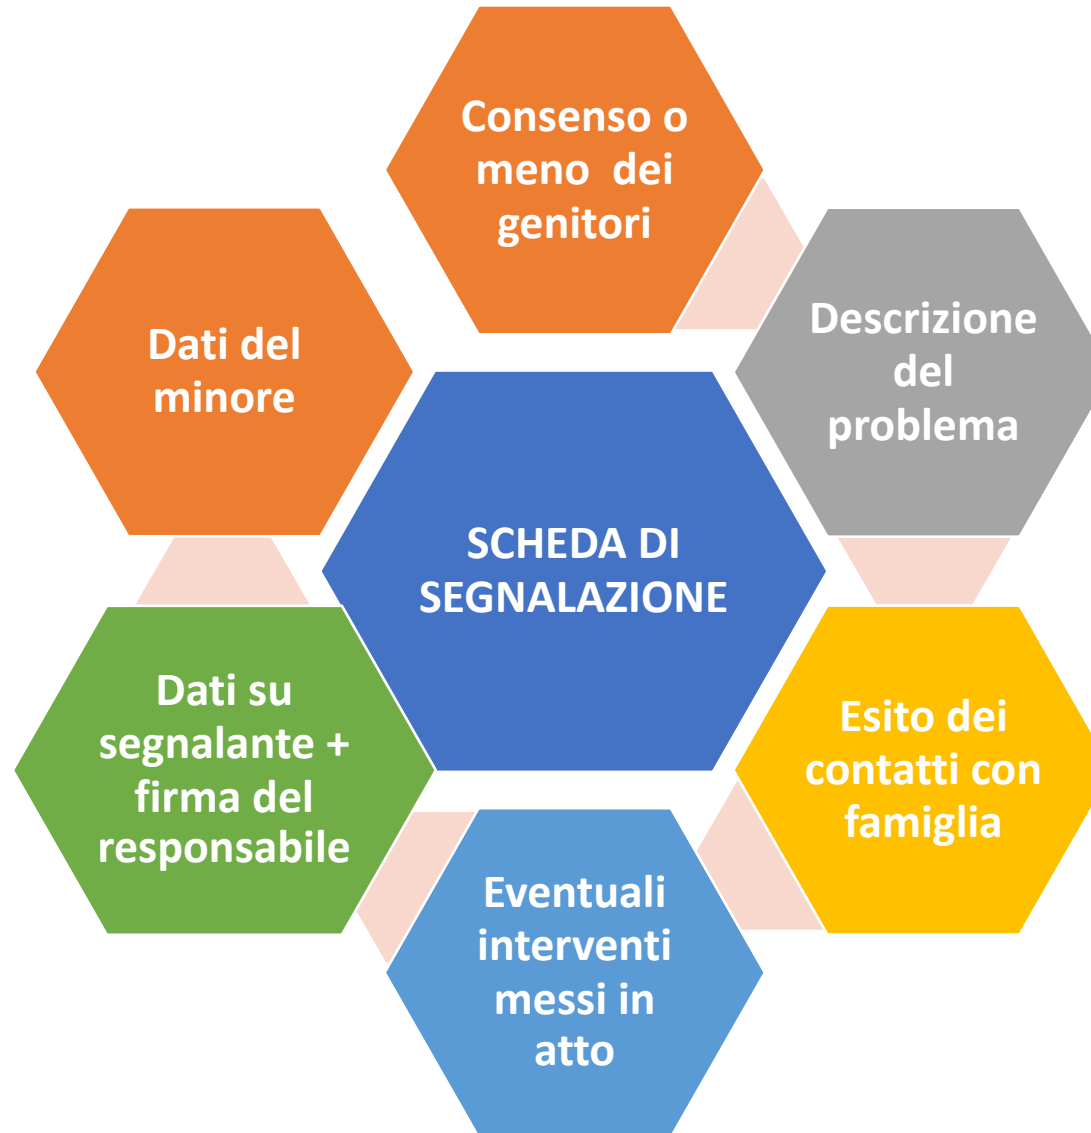 Consenso o
meno dei
genitori
Descrizione
del
problema
Dati del
minore
SCHEDA DI
SEGNALAZIONE
Dati su
segnalante +
firma del
responsabile
Esito dei
contatti con
famiglia
Eventuali
interventi
messi in
atto